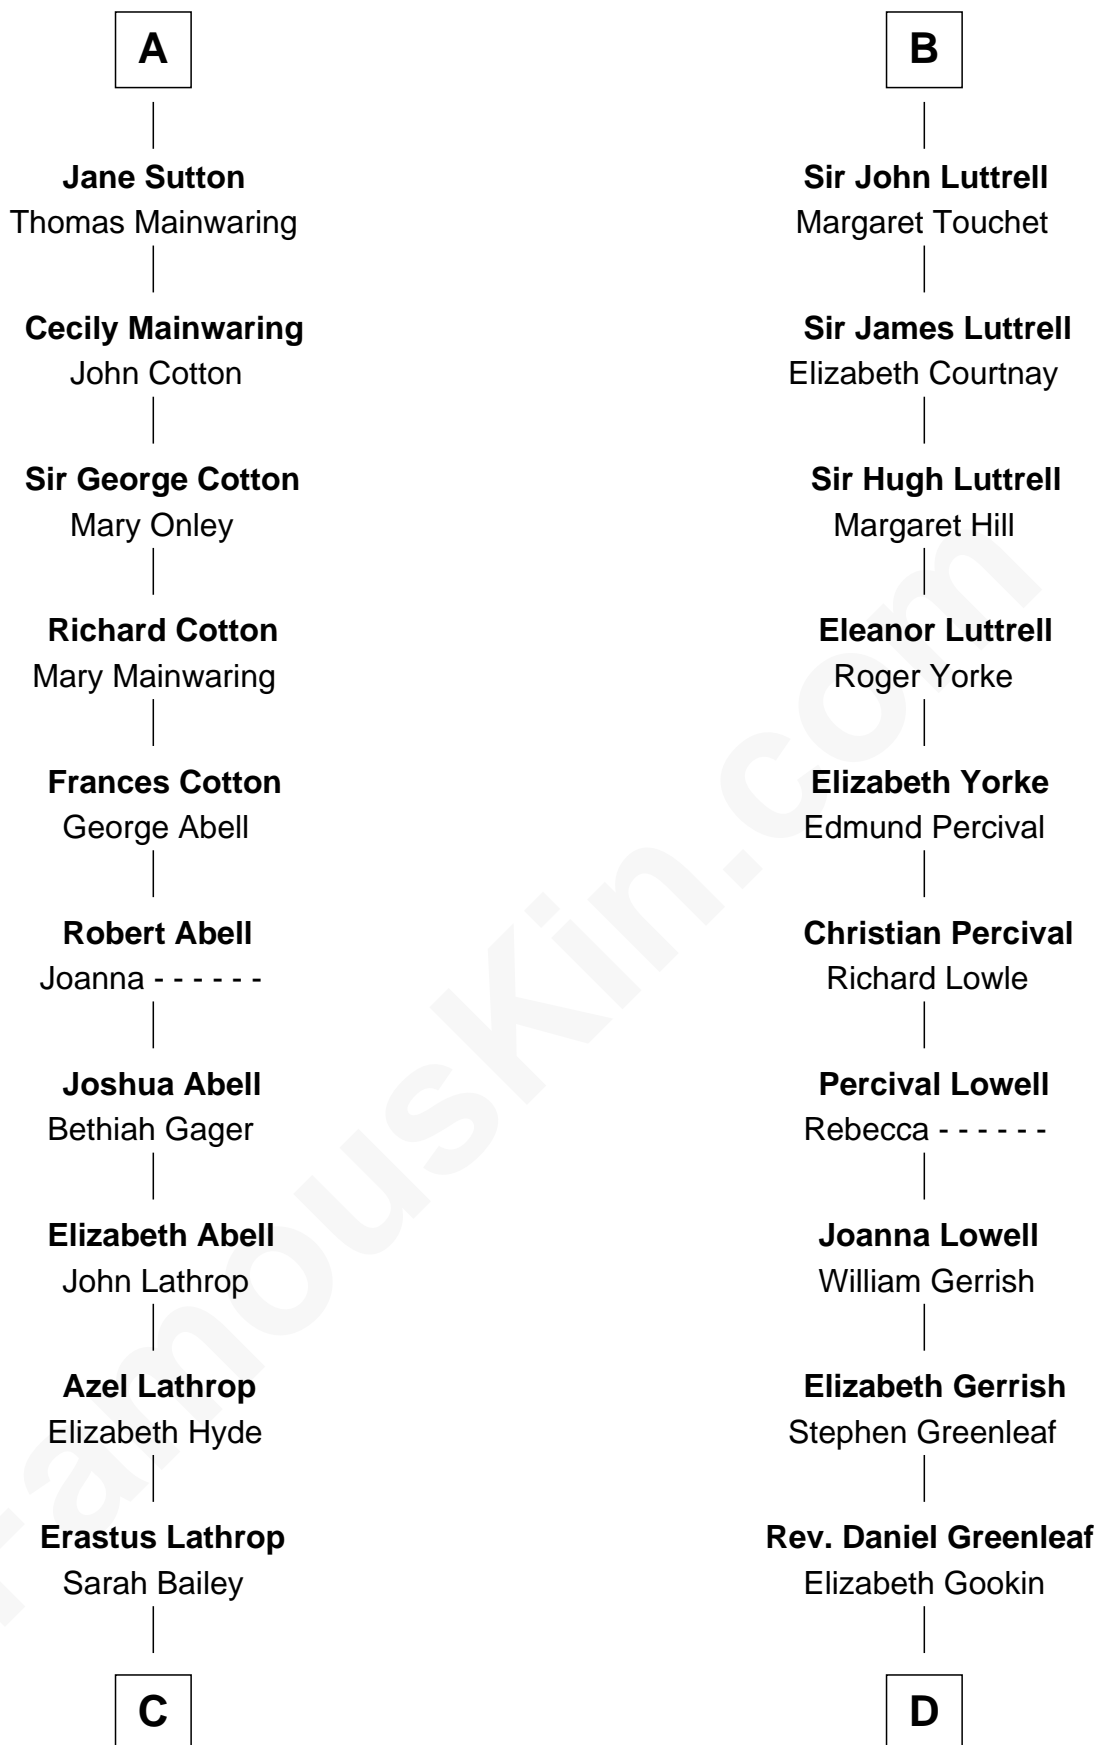 A
Jane Sutton
Thomas Mainwaring
Cecily Mainwaring
John Cotton
Sir George Cotton
Mary Onley
Richard Cotton
Mary Mainwaring
Frances Cotton
George Abell
Robert Abell
Joanna - - - - - -
Joshua Abell
Bethiah Gager
Elizabeth Abell
John Lathrop
Azel Lathrop
Elizabeth Hyde
Erastus Lathrop
Sarah Bailey
C
B
Sir John Luttrell
Margaret Touchet
Sir James Luttrell
Elizabeth Courtnay
Sir Hugh Luttrell
Margaret Hill
Eleanor Luttrell
Roger Yorke
Elizabeth Yorke
Edmund Percival
Christian Percival
Richard Lowle
Percival Lowell
Rebecca - - - - - -
Joanna Lowell
William Gerrish
Elizabeth Gerrish
Stephen Greenleaf
Rev. Daniel Greenleaf
Elizabeth Gookin
D
FamousKin.com